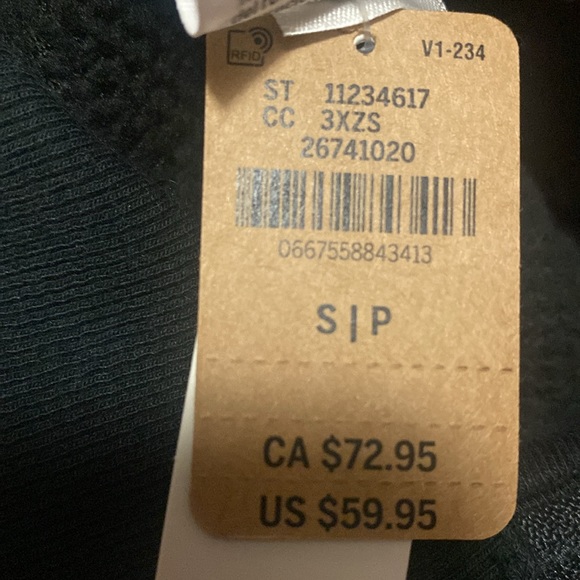 RFID
V1-234
ST 11234617
CC 3XZS
26741020
0667558843413
S|P
CA $72.95
US $59.95